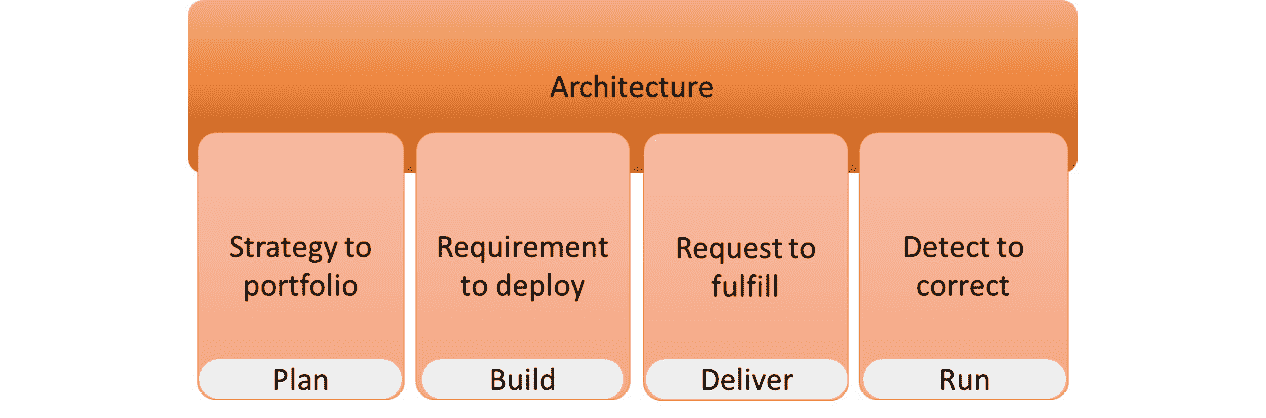 Architecture
Strategy to
portfolio
Plan
Requirement
to deploy
Build
Request to
fulfill
Deliver
Detect to
correct
Run